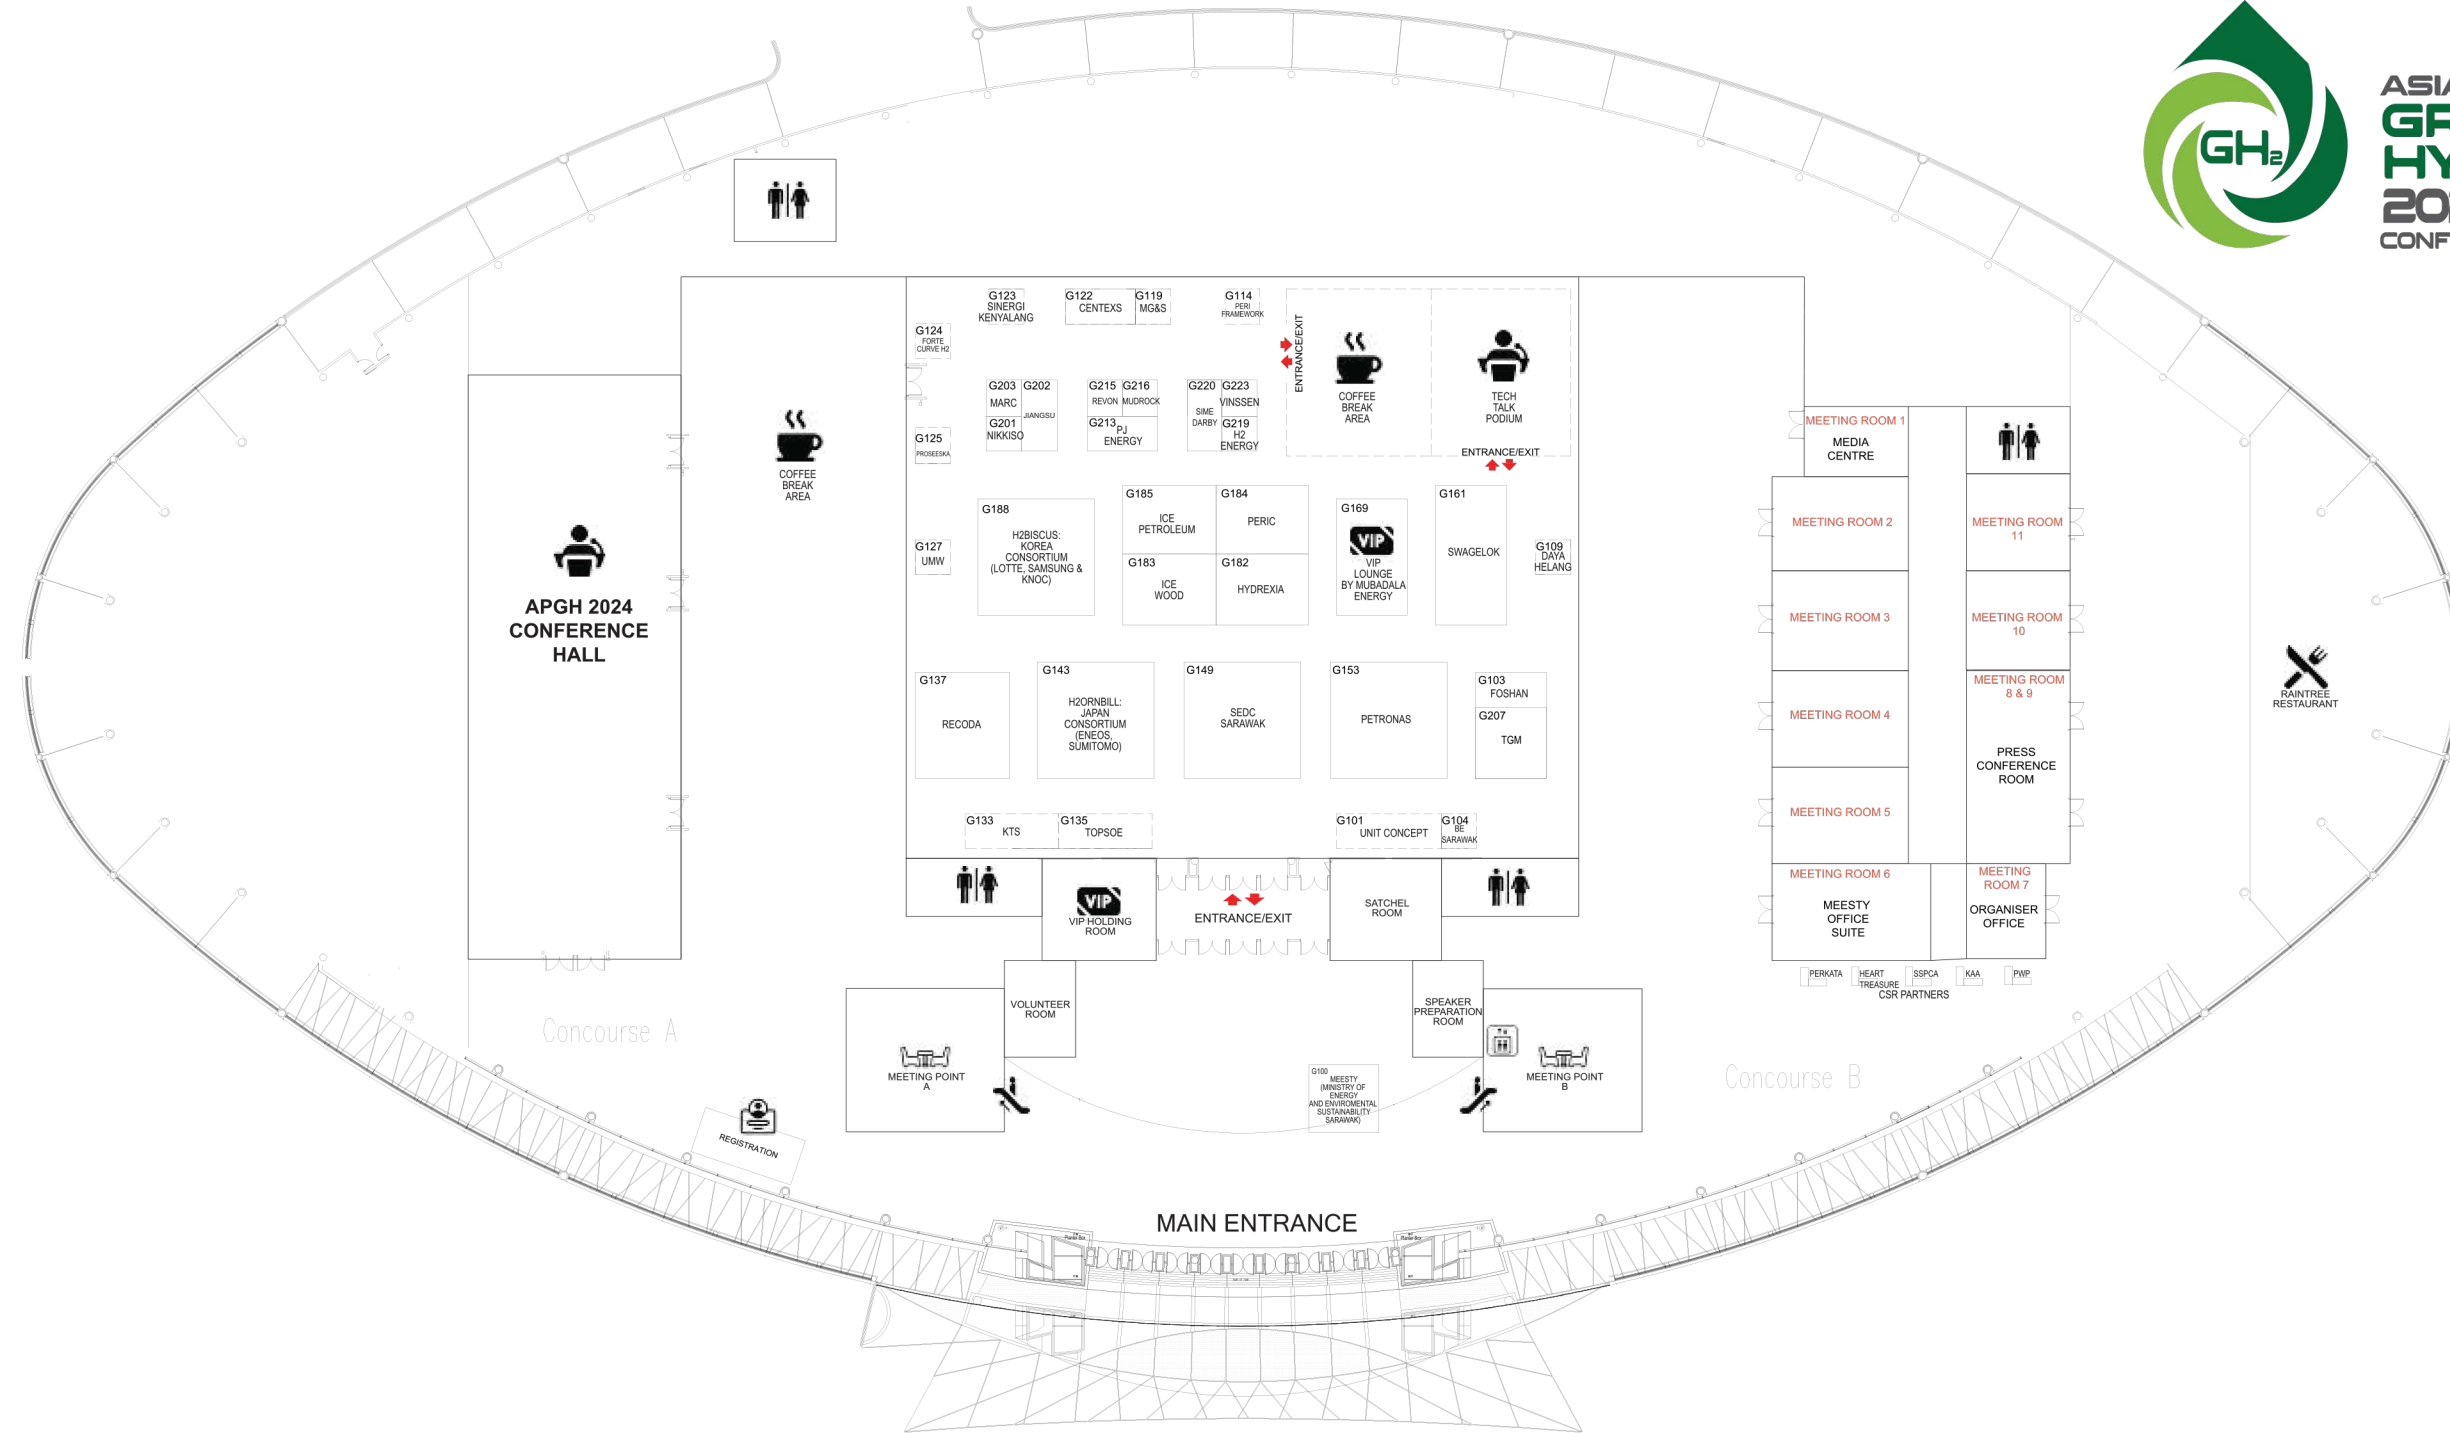 GH2
ASIA
GR
HY
20
CONF
G123
SINERGI
KENYALANG
G122
CENTEXS
G119
MG&S
G114
PERI
FRAMEWORK
G124
FORTE
CURVE H2
ENTRANCE/EXIT
COFFEE
BREAK
AREA
TECH
TALK
PODIUM
ENTRANCE/EXIT
G203
MARC
G202
JIANGSU
G201
NIKKISO
G215
REVON
G216
MUDROCK
G213
PJ
ENERGY
G220
SIME
DARBY
G223
VINSSEN
G219
H2
ENERGY
G125
PROSEESKA
COFFEE
BREAK
AREA
MEETING ROOM 1
MEDIA
CENTRE
G188
H2BISCUS:
KOREA
CONSORTIUM
(LOTTE, SAMSUNG &
KNOC)
G185
ICE
PETROLEUM
G184
PERIC
G183
ICE
WOOD
G182
HYDREXIA
G169
VIP
VIP
LOUNGE
BY MUBADALA
ENERGY
G161
SWAGELOK
G109
DAYA
HELANG
G127
UMW
MEETING ROOM 2
MEETING ROOM
11
APGH 2024
CONFERENCE
HALL
MEETING ROOM 3
MEETING ROOM
10
G137
RECODA
G143
H2ORNBILL:
JAPAN
CONSORTIUM
(ENEOS,
SUMITOMO)
G149
SEDC
SARAWAK
G153
PETRONAS
G103
FOSHAN
G207
TGM
MEETING ROOM 4
MEETING ROOM
8 & 9
PRESS
CONFERENCE
ROOM
RAINTREE
RESTAURANT
G133
KTS
G135
TOPSOE
G101
UNIT CONCEPT
G104
BE
SARAWAK
MEETING ROOM 5
VIP
VIP HOLDING
ROOM
ENTRANCE/EXIT
SATCHEL
ROOM
MEETING ROOM 6
MEESTY
OFFICE
SUITE
MEETING
ROOM 7
ORGANISER
OFFICE
PERKATA
HEART
TREASURE
SSPCA
KAA
PWP
CSR PARTNERS
VOLUNTEER
ROOM
SPEAKER
PREPARATION
ROOM
Concourse A
MEETING POINT
A
MEETING POINT
B
Concourse B
G100
MEESTY
(MINISTRY OF
ENERGY
AND ENVIROMENTAL
SUSTAINABILITY
SARAWAK)
REGISTRATION
MAIN ENTRANCE
Planter Box
Planter Box